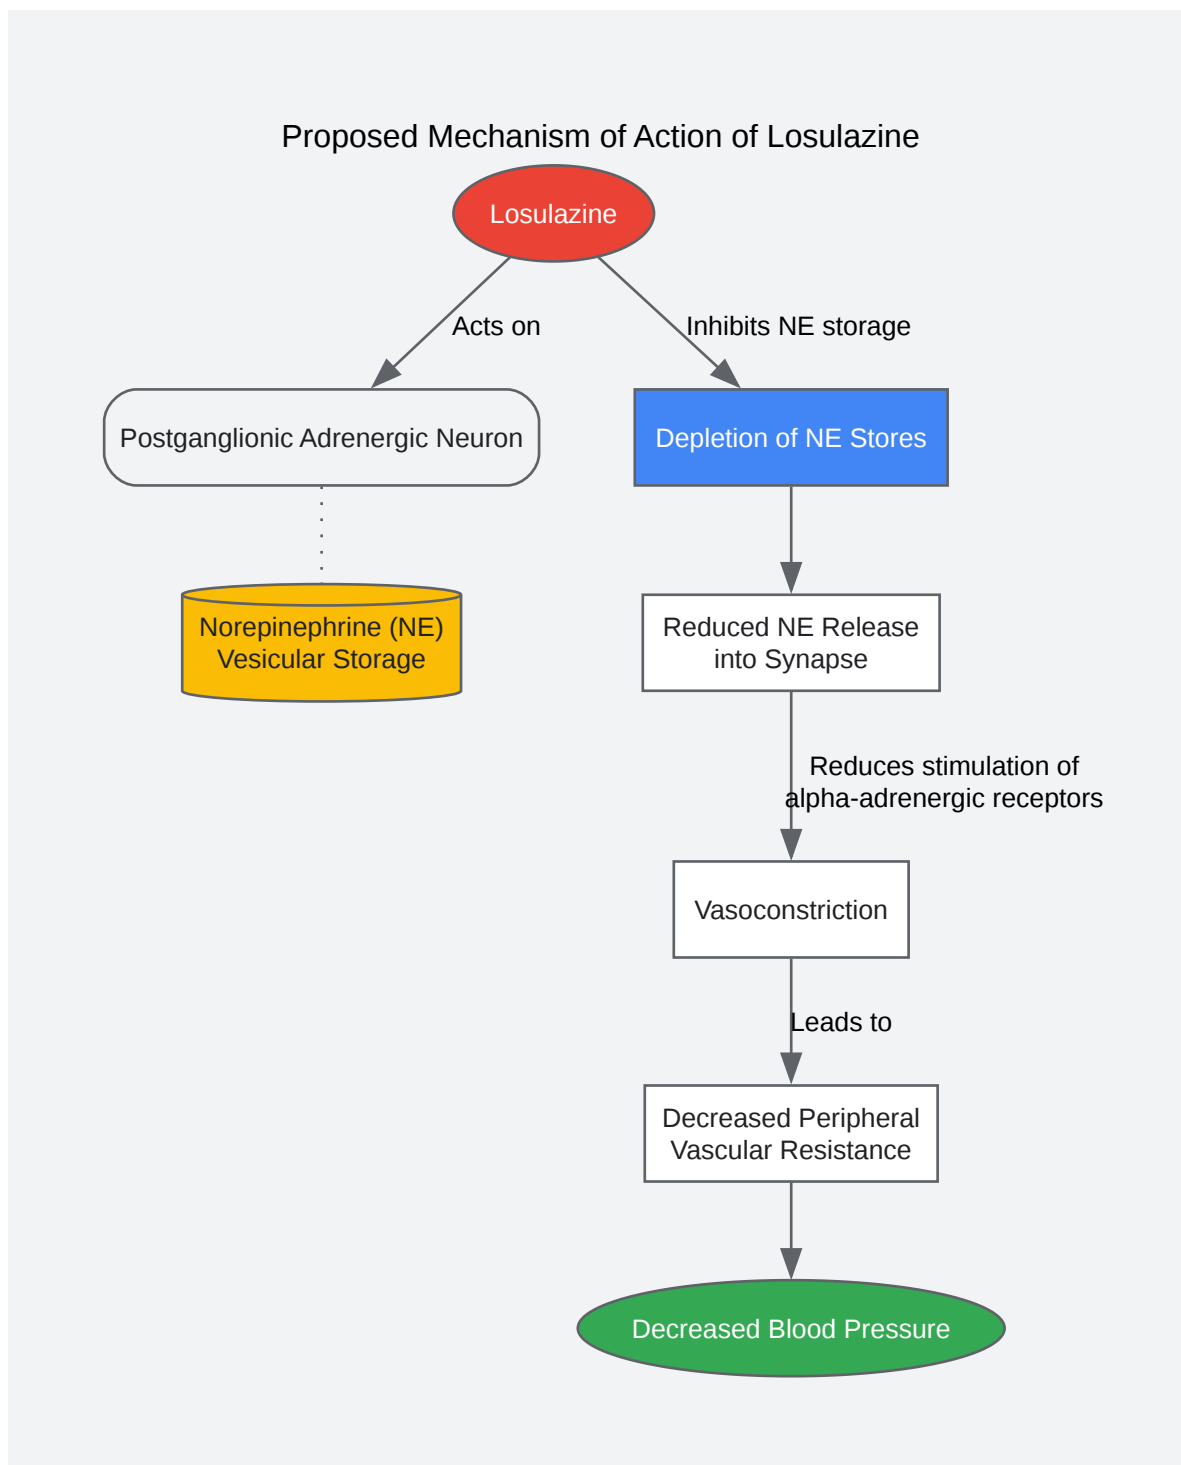 Proposed Mechanism of Action of Losulazine
Losulazine
Acts on
Inhibits NE storage
Postganglionic Adrenergic Neuron
Depletion of NE Stores
Norepinephrine (NE)
Vesicular Storage
Reduced NE Release
into Synapse
Reduces stimulation of
alpha-adrenergic receptors
Vasoconstriction
Leads to
Decreased Peripheral
Vascular Resistance
Decreased Blood Pressure